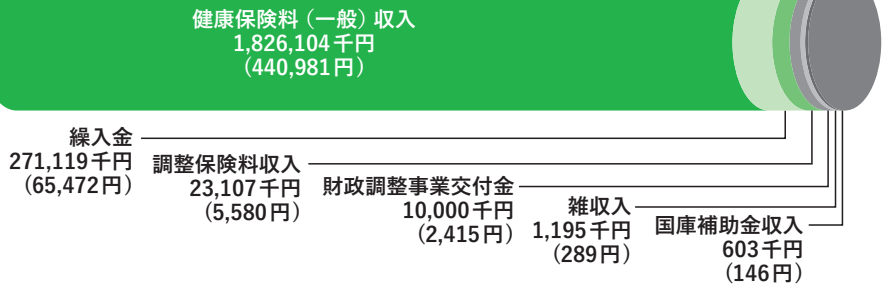 健康保険料（一般）収入
1,826,104千円
（440,981円）
繰入金
271,119千円
（65,472円）
調整保険料収入
23,107千円
（5,580円）
財政調整事業交付金
10,000千円
（2,415円）
雑収入
1,195千円
（289円）
国庫補助金収入
603千円
（146円）